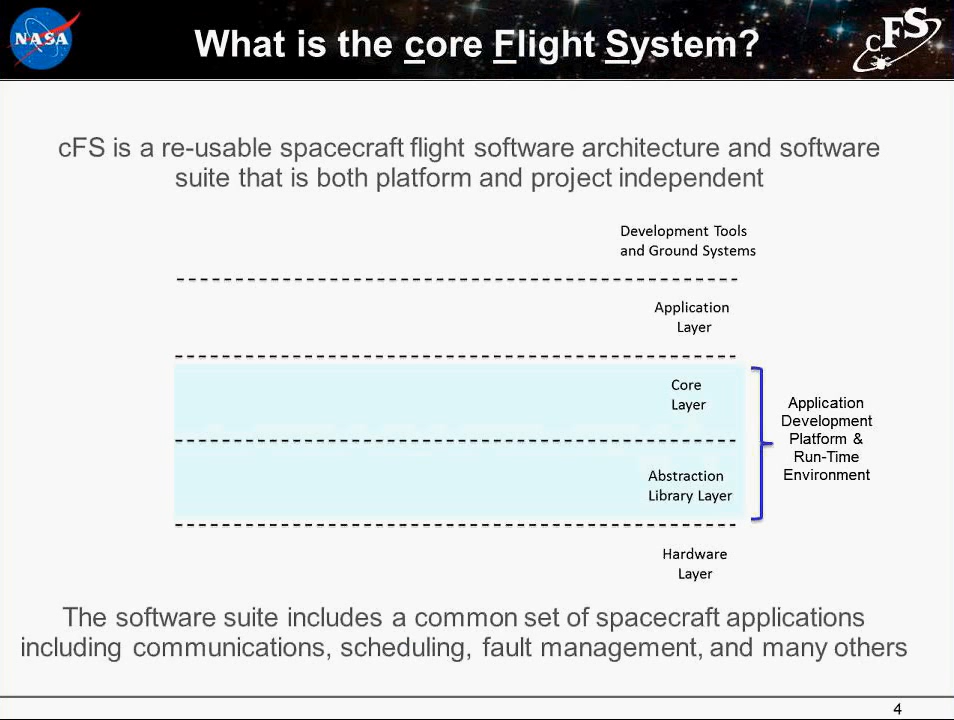 NASA
What is the core Flight System?
cFS
cFS is a re-usable spacecraft flight software architecture and software
suite that is both platform and project independent
Development Tools
and Ground Systems
Application
Layer
Core
Layer
Application
Development
Platform &
Run-Time
Environment
Abstraction
Library Layer
Hardware
Layer
The software suite includes a common set of spacecraft applications
including communications, scheduling, fault management, and many others
4